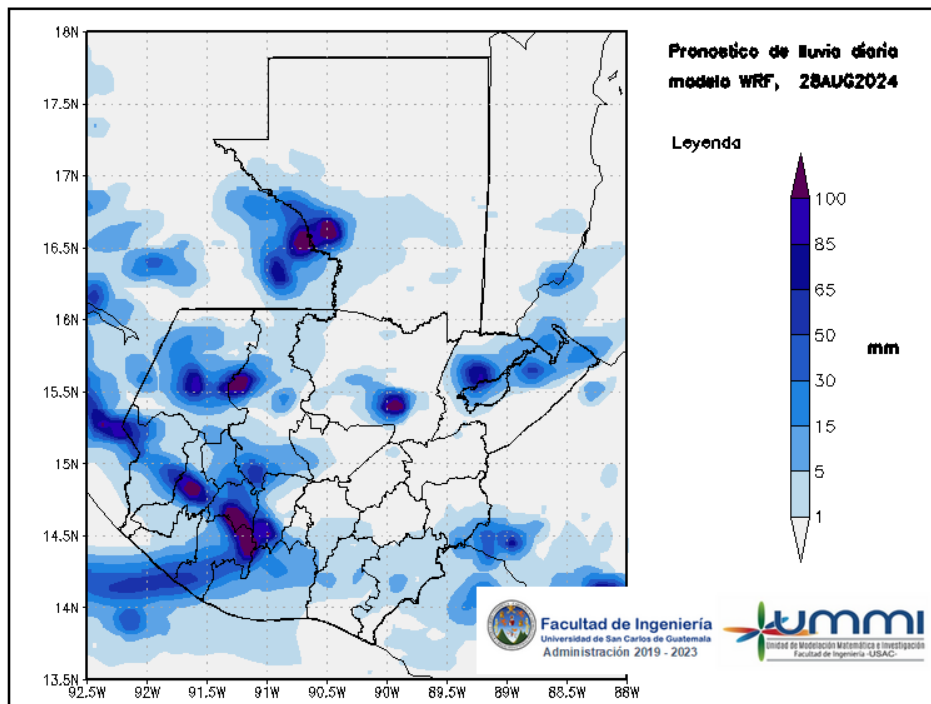 18N
17.5N
17N
16.5N
16N
15.5N
15N
14.5N
14N
13.5N
92.5W 92W 91.5W 91W 90.5W 90W 89.5W 89W 88.5W 88W
Pronostico de lluvia diaria
modelo WRF, 28AUG2024
Leyenda
100
85
65
50
30
15
5
1
mm
Facultad de Ingeniería
Universidad de San Carlos de Guatemala
Administración 2019 - 2023
UMMI
Unidad de Modelación Matemática e Investigación
Facultad de Ingeniería -USAC-